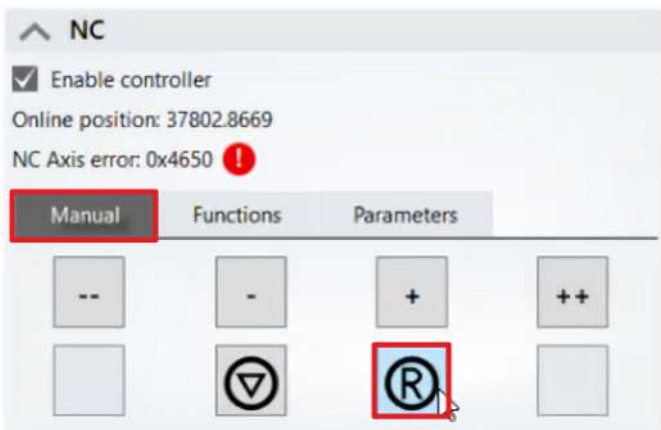 NC
Enable controller
Online position: 37802.8669
NC Axis error: 0x4650 !
Manual Functions Parameters
-- - + ++
R